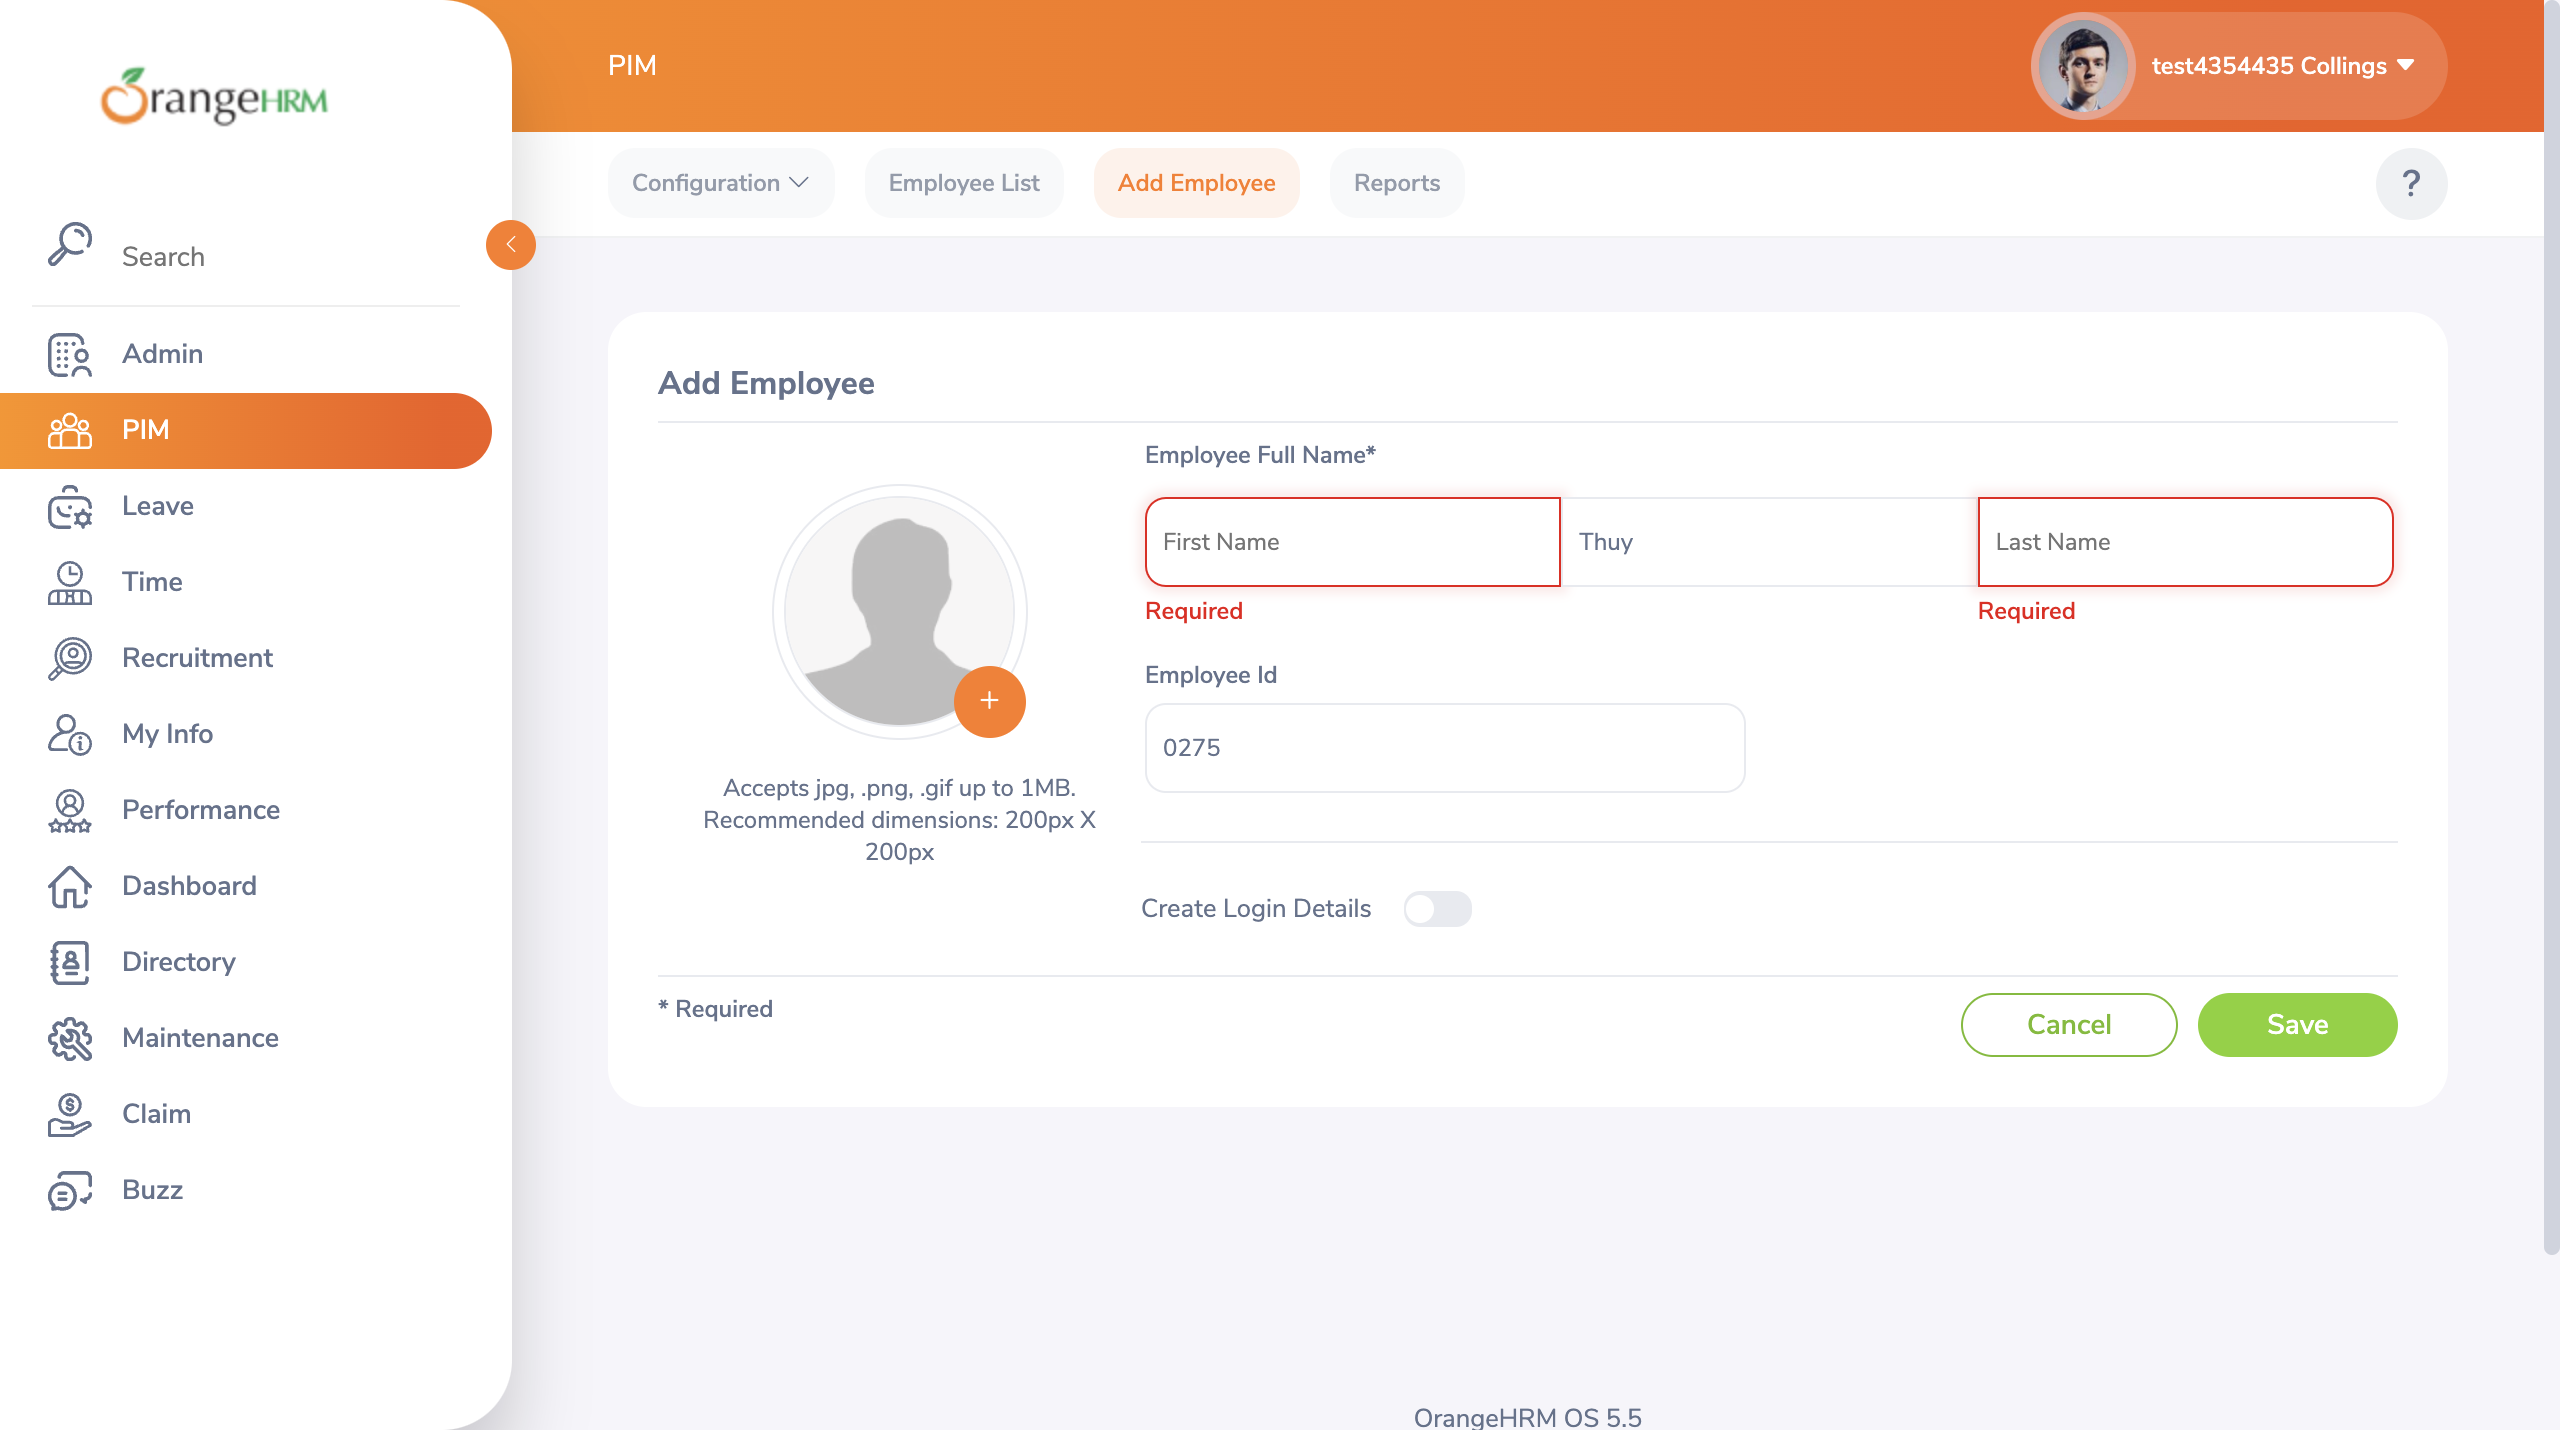 OrangeHRM
PIM
test4354435 Collings
Configuration
Employee List
Add Employee
Reports
?
Search
Admin
PIM
Leave
Time
Recruitment
My Info
Performance
Dashboard
Directory
Maintenance
Claim
Buzz
Add Employee
Employee Full Name*
First Name
Thuy
Last Name
Required
Required
Employee Id
0275
Accepts jpg, .png, .gif up to 1MB.
Recommended dimensions: 200px X
200px
Create Login Details
* Required
Cancel
Save
OrangeHRM OS 5.5